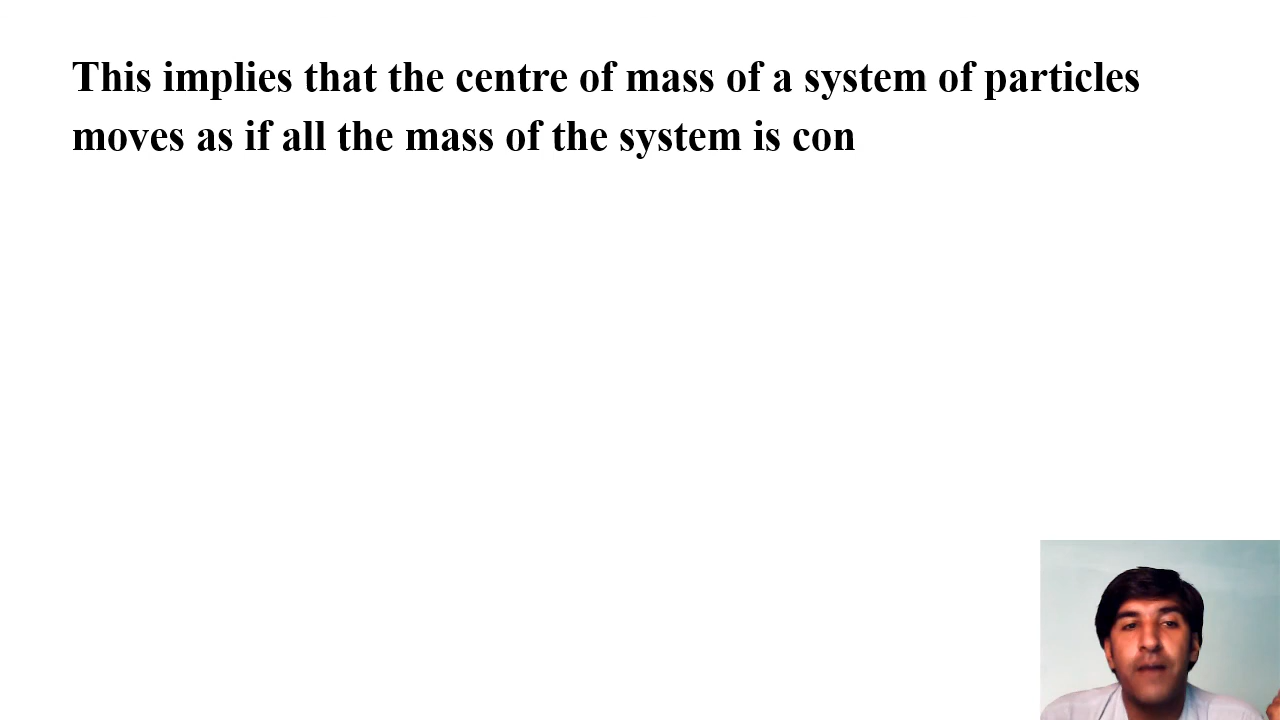 This implies that the centre of mass of a system of particles
moves as if all the mass of the system is con